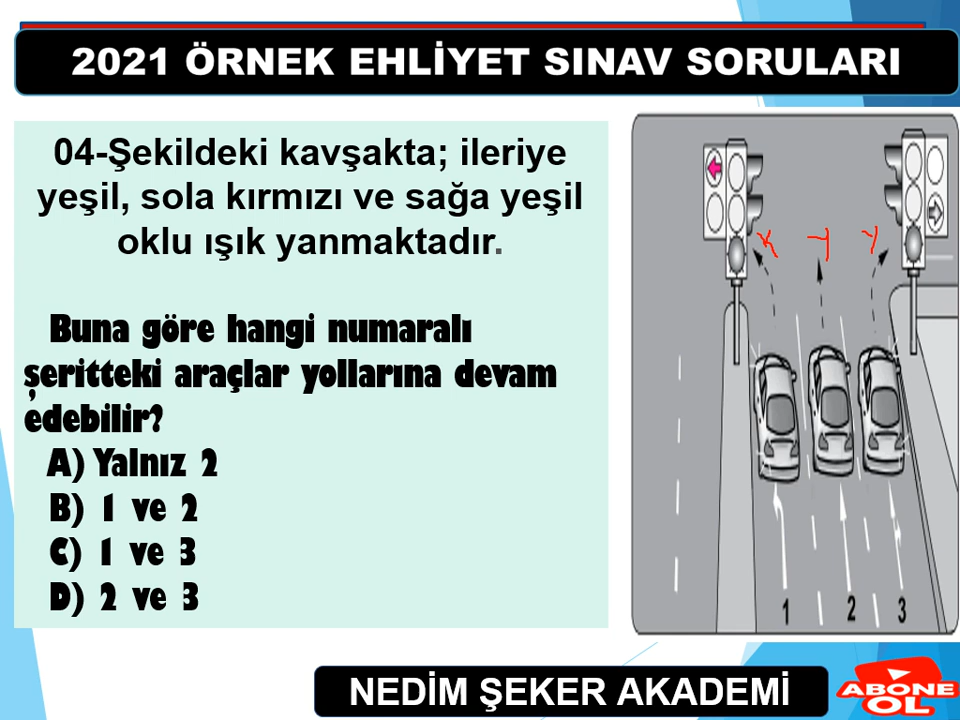 2021 ÖRNEK EHLİYET SINAV SORULARI
04-Şekildeki kavşakta; ileriye
yeşil, sola kırmızı ve sağa yeşil
oklu ışık yanmaktadır.
Buna göre hangi numaralı
şeritteki araçlar yollarına devam
edebilir?
A) Yalnız 2
B) 1 ve 2
C) 1 ve 3
D) 2 ve 3
K Y Y
1 2 3
NEDİM ŞEKER AKADEMİ
ABONE
OL